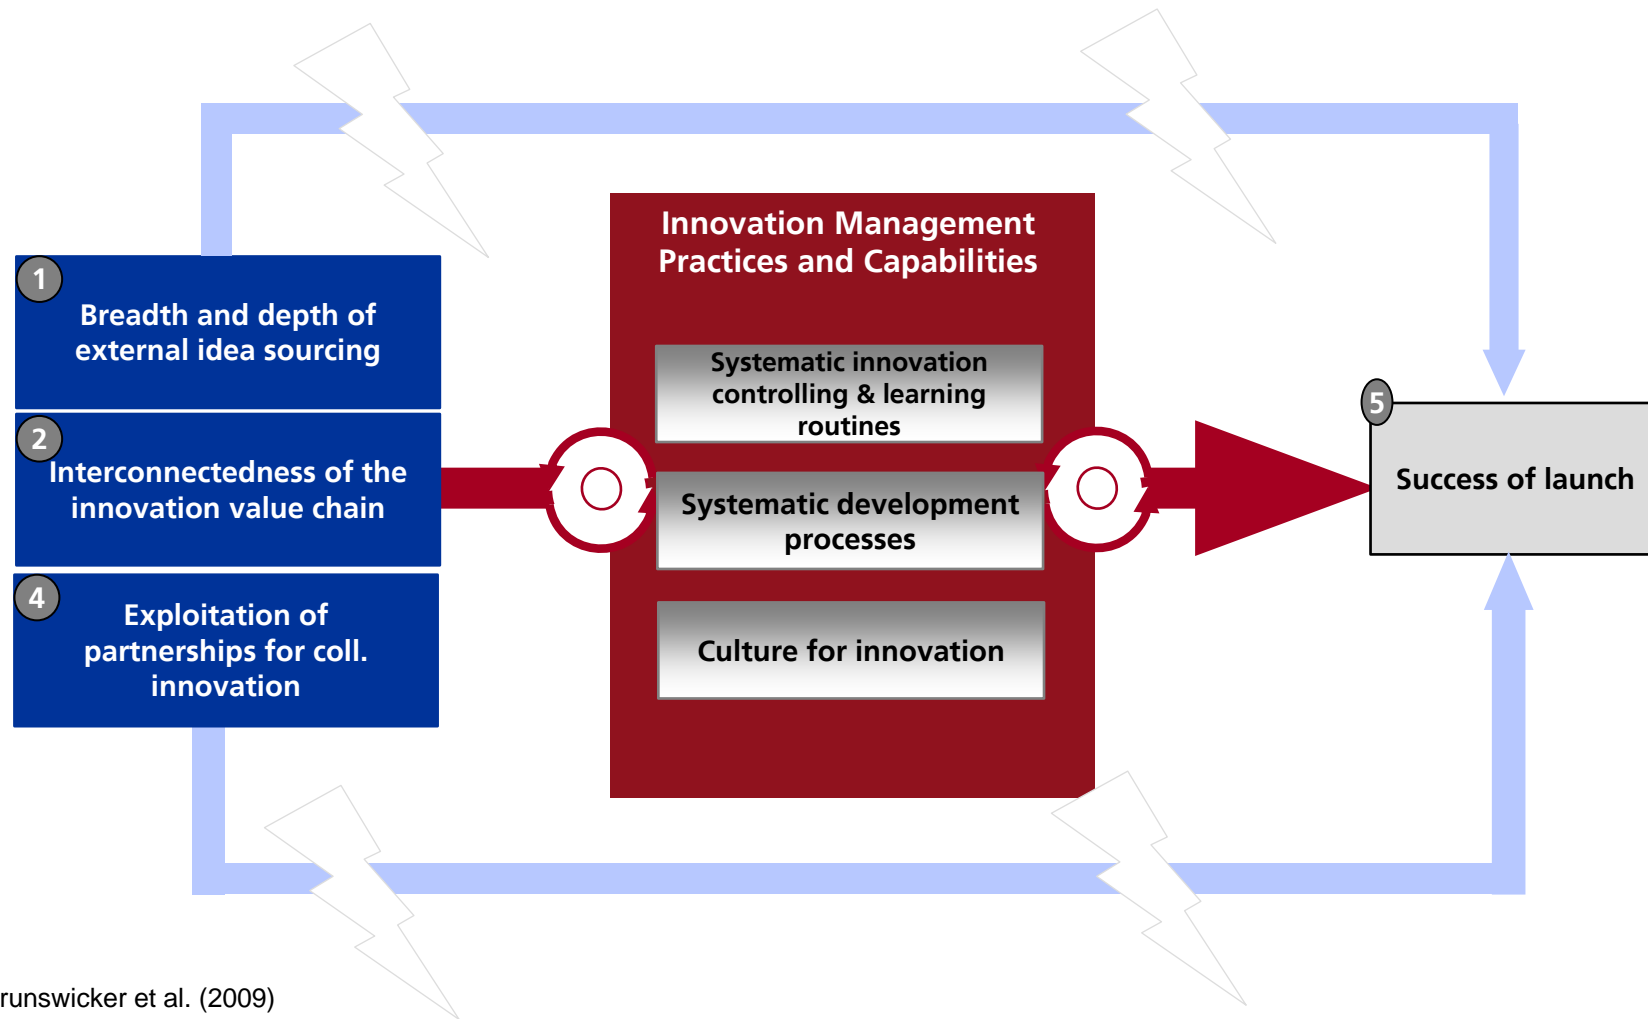 Innovation Management
Practices and Capabilities
1
Breadth and depth of
external idea sourcing
2
Interconnectedness of the
innovation value chain
4
Exploitation of
partnerships for coll.
innovation
Systematic innovation
controlling & learning
routines
Systematic development
processes
Culture for innovation
5
Success of launch
runswicker et al. (2009)